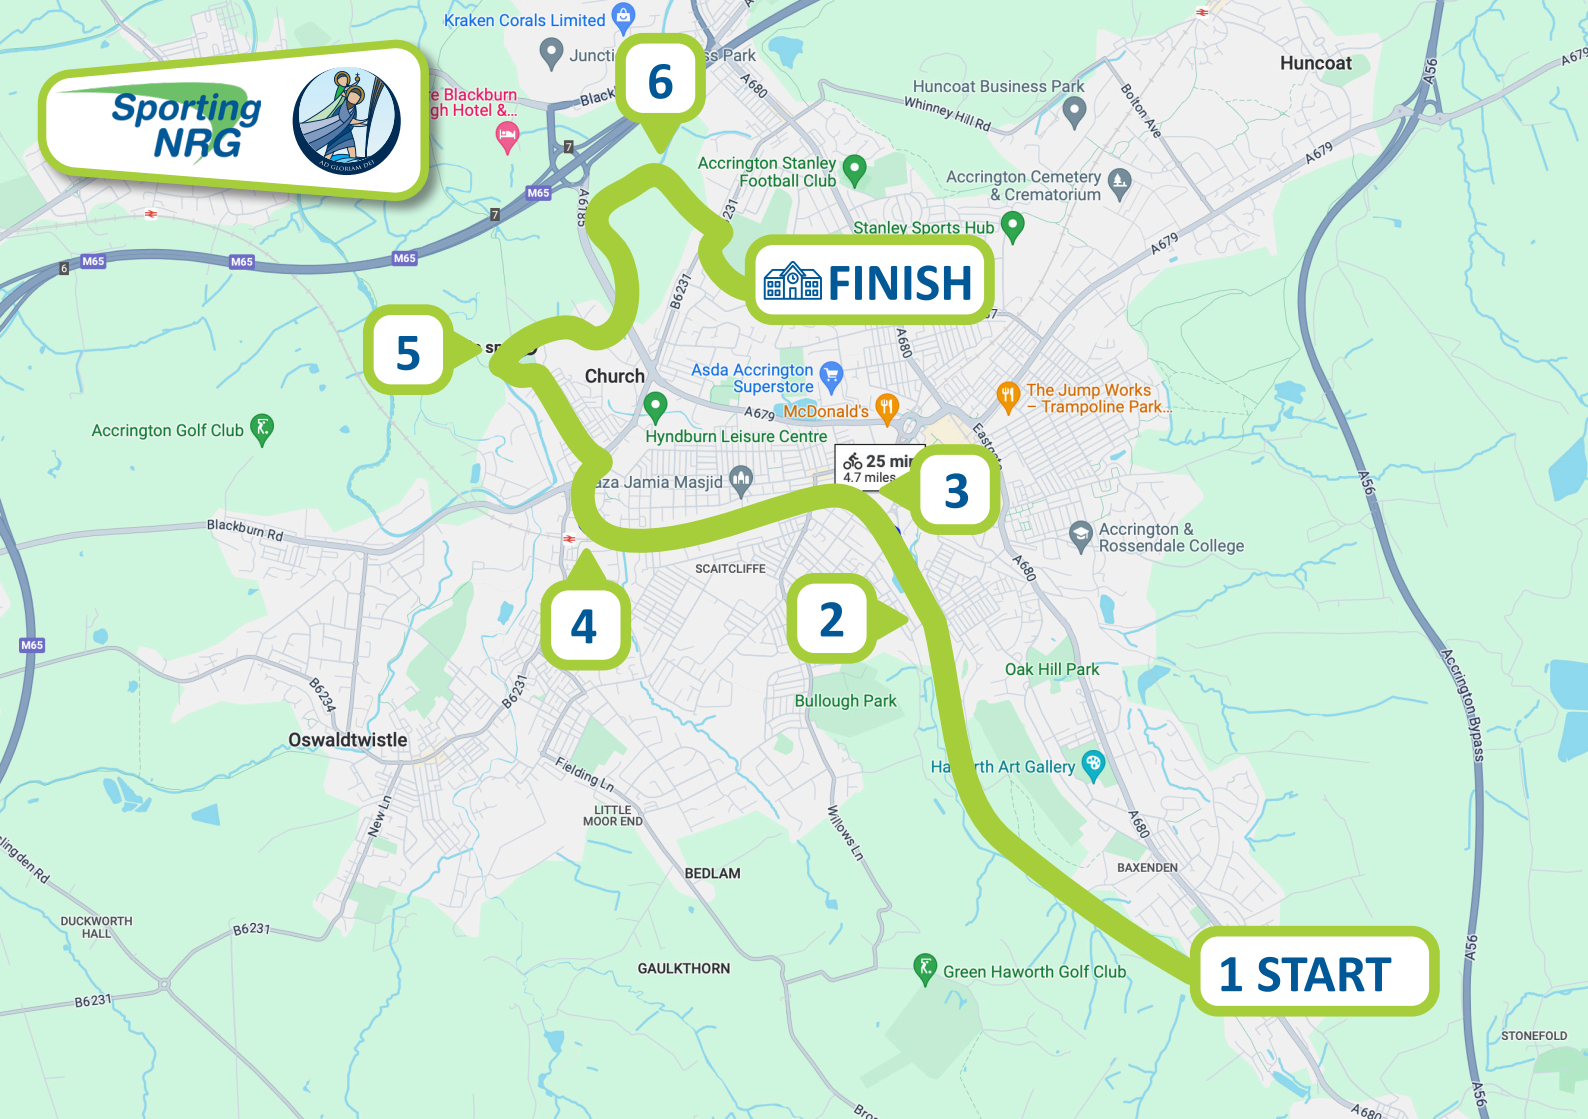 Kraken Corals Limited
Huncoat
A56
A679
6
A680
Huncoat Business Park
Whinney Hill Rd
Bolton Ave
Sporting
NRG
AD GLORIAM DEI
Blackburn
Hotel &...
7
M65
A6185
Accrington Stanley
Football Club
Accrington Cemetery
& Crematorium
A679
Stanley Sports Hub
A679
7
M65
M65
M65
6
B6231
FINISH
5
Church
A680
Asda Accrington
Superstore
McDonald's
A679
The Jump Works
– Trampoline Park...
Accrington Golf Club
Hyndburn Leisure Centre
Eastgate
25 min
4.7 miles
3
Jamia Masjid
A56
Blackburn Rd
Accrington &
Rossendale College
SCAITCLIFFE
A680
4
2
M65
Oak Hill Park
Bullough Park
B6234
B6231
Accrington Bypass
Oswaldtwistle
Art Gallery
Fielding Ln
LITTLE
MOOR END
New Ln
Willows Ln
A680
BAXENDEN
BEDLAM
DUCKWORTH
HALL
B6231
A56
GAULKTHORN
Green Haworth Golf Club
1 START
B6231
STONEFOLD
A56
A680